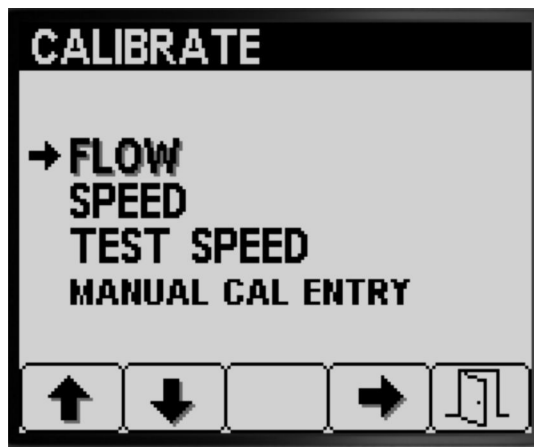 CALIBRATE
FLOW
SPEED
TEST SPEED
MANUAL CAL ENTRY